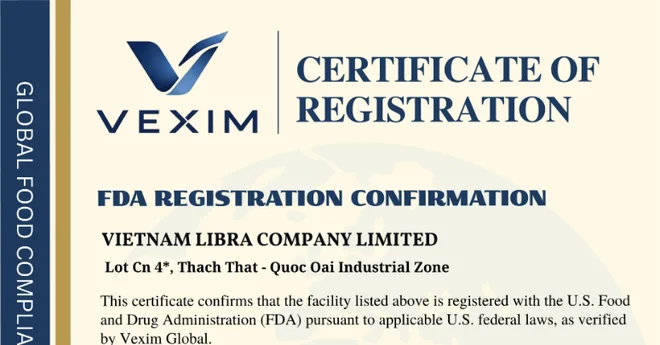 GLOBAL FOOD COMPLIA
VEXIM
CERTIFICATE OF
REGISTRATION
FDA REGISTRATION CONFIRMATION
VIETNAM LIBRA COMPANY LIMITED
Lot Cn 4*, Thach That - Quoc Oai Industrial Zone
This certificate confirms that the facility listed above is registered with the U.S. Food
and Drug Administration (FDA) pursuant to applicable U.S. federal laws, as verified
by Vexim Global.